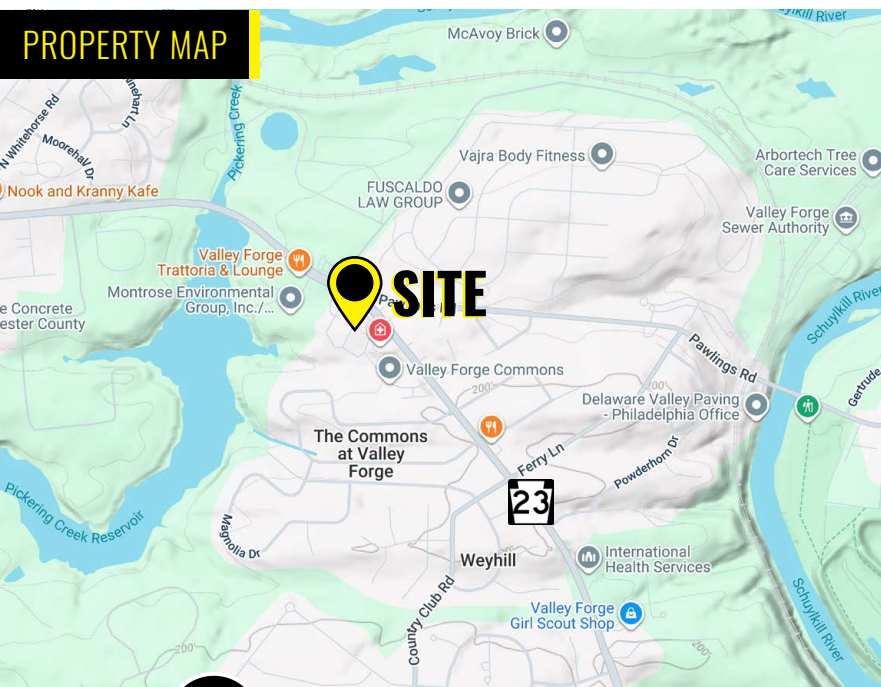 PROPERTY MAP
McAvoy Brick
Schuylkill River
N Whitehorse Rd
Moorehall Dr
Pickering Creek
Nook and Kranny Kafe
Vajra Body Fitness
Arbortech Tree
Care Services
FUSCALDO
LAW GROUP
Valley Forge
Sewer Authority
Valley Forge
Trattoria & Lounge
Montrose Environmental
Group, Inc./...
SITE
e Concrete
ester County
Schuylkill River
Valley Forge Commons
Pawlings Rd
200'
Delaware Valley Paving
- Philadelphia Office
Gertrude
The Commons
at Valley
Forge
Ferry Ln
Powderhorn Dr
23
Pickering Creek Reservoir
Magnolia Dr
Weyhill
International
Health Services
Country Club Rd
Valley Forge
Girl Scout Shop
Schuylkill River
200'
200'